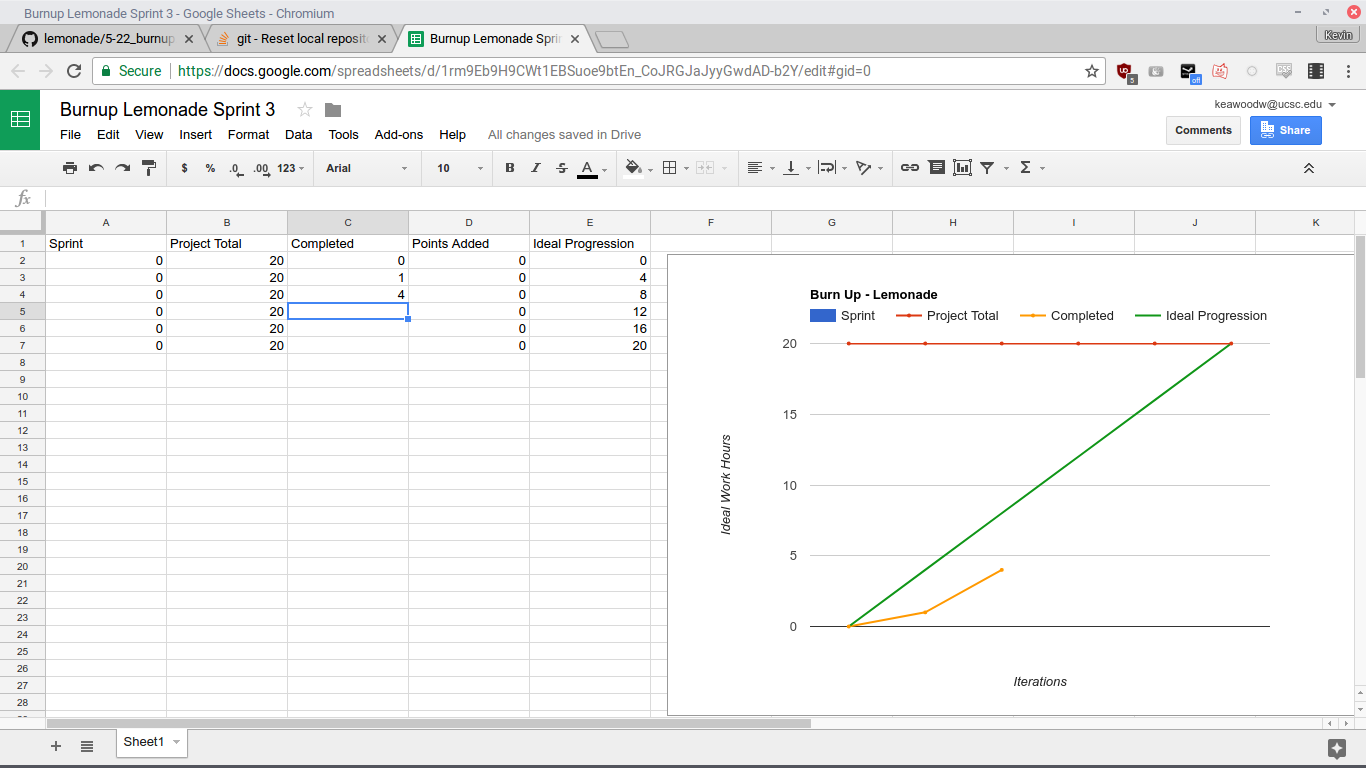 Burnup Lemonade Sprint 3 - Google Sheets - Chromium
lemonade/5-22_burnup
git - Reset local reposit
Burnup Lemonade Sprin
Kevin
Secure https://docs.google.com/spreadsheets/d/1rm9Eb9H9CWt1EBSuoe9btEn_CoJRGJaJyyGwdAD-b2Y/edit#gid=0
5
off
Burnup Lemonade Sprint 3
keawoodw@ucsc.edu
File Edit View Insert Format Data Tools Add-ons Help All changes saved in Drive
Comments
Share
$ % .0 .00 123 Arial 10 B I S A Σ
fx
A B C D E F G H I J K
1 Sprint Project Total Completed Points Added Ideal Progression
2 0 20 0 0 0
3 0 20 1 0 4
4 0 20 4 0 8
5 0 20 0 12
6 0 20 0 16
7 0 20 0 20
8
9
10
11
12
13
14
15
16
17
18
19
20
21
22
23
24
25
26
27
28
Burn Up - Lemonade
Sprint Project Total Completed Ideal Progression
20
15
10
5
0
Ideal Work Hours
Iterations
Sheet1